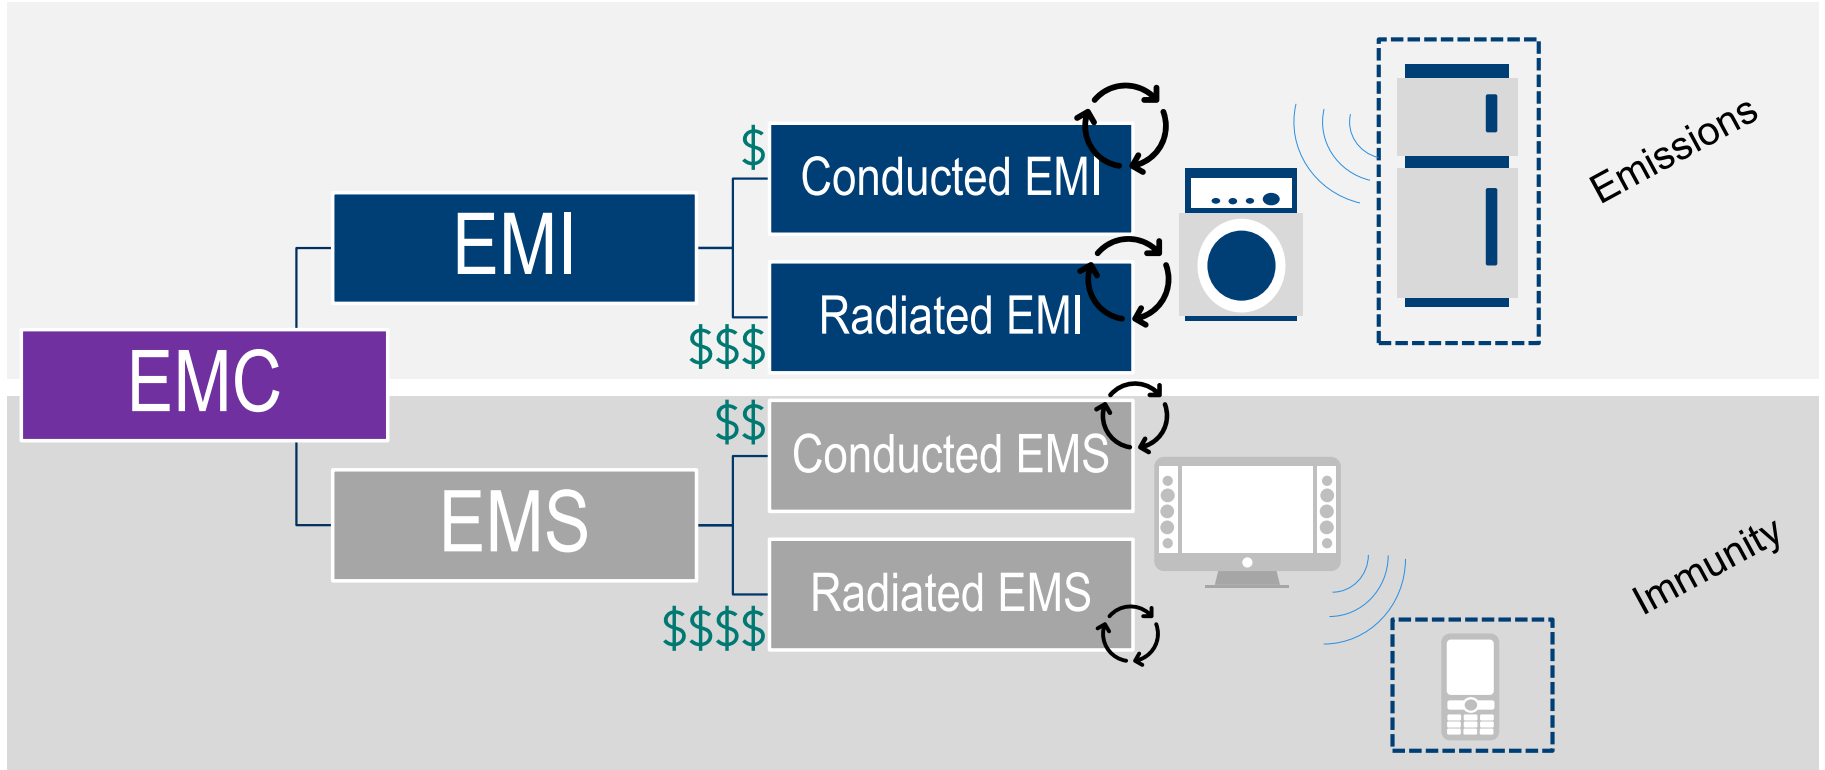 EMC
EMI
$
Conducted EMI
$$$
Radiated EMI
Emissions
EMS
$$
Conducted EMS
$$$$
Radiated EMS
Immunity